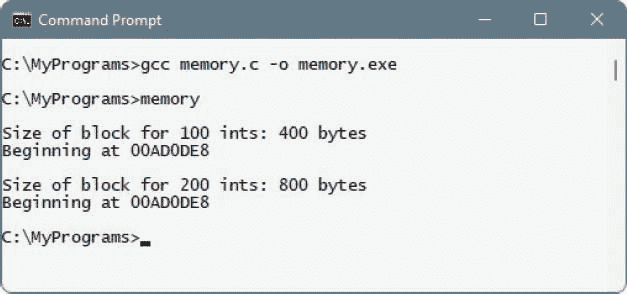 Command Prompt
C:\MyPrograms>gcc memory.c -o memory.exe
C:\MyPrograms>memory
Size of block for 100 ints: 400 bytes
Beginning at 00AD0DE8
Size of block for 200 ints: 800 bytes
Beginning at 00AD0DE8
C:\MyPrograms>